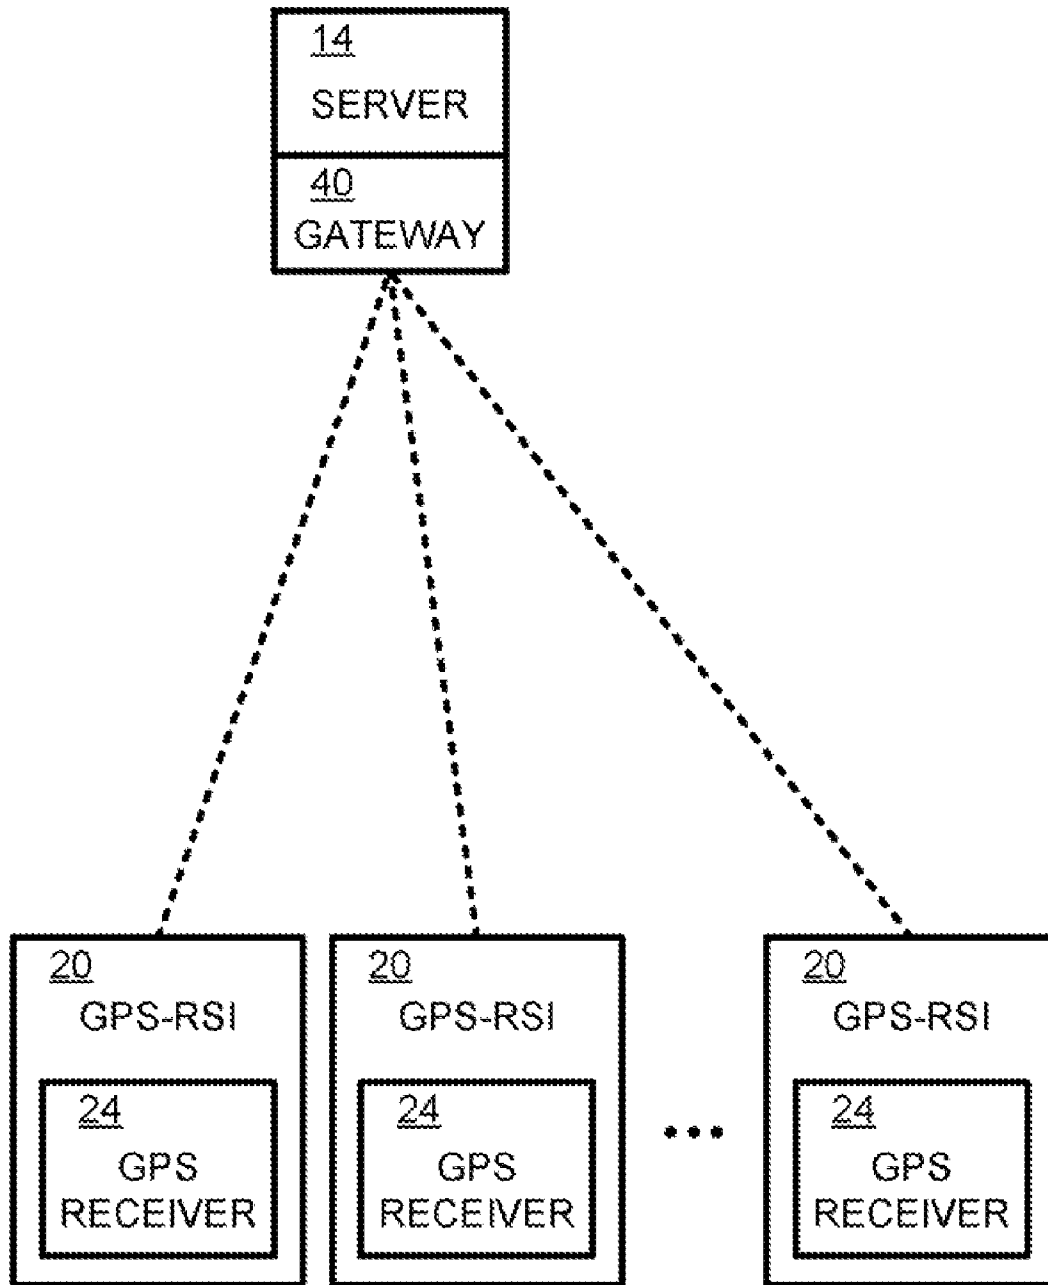 14
SERVER
40
GATEWAY
20
GPS-RSI
24
GPS
RECEIVER
20
GPS-RSI
24
GPS
RECEIVER
...
20
GPS-RSI
24
GPS
RECEIVER